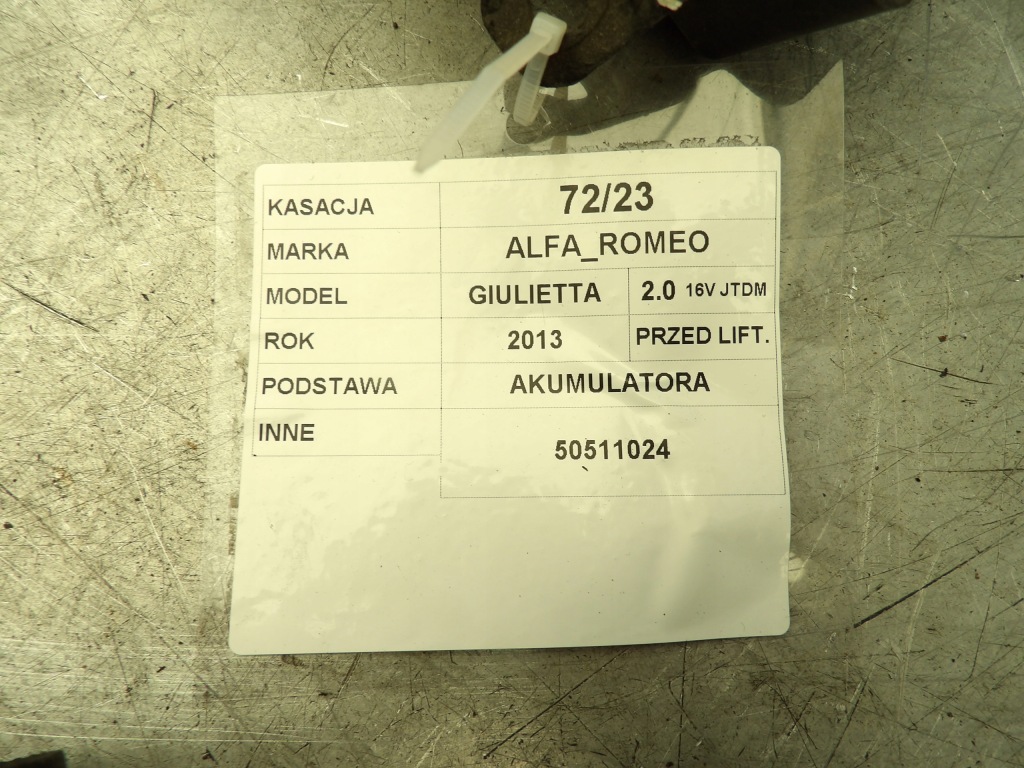 KASACJA 72/23
MARKA ALFA_ROMEO
MODEL GIULIETTA 2.0 16V JTDM
ROK 2013 PRZED LIFT.
PODSTAWA AKUMULATORA
INNE 50511024